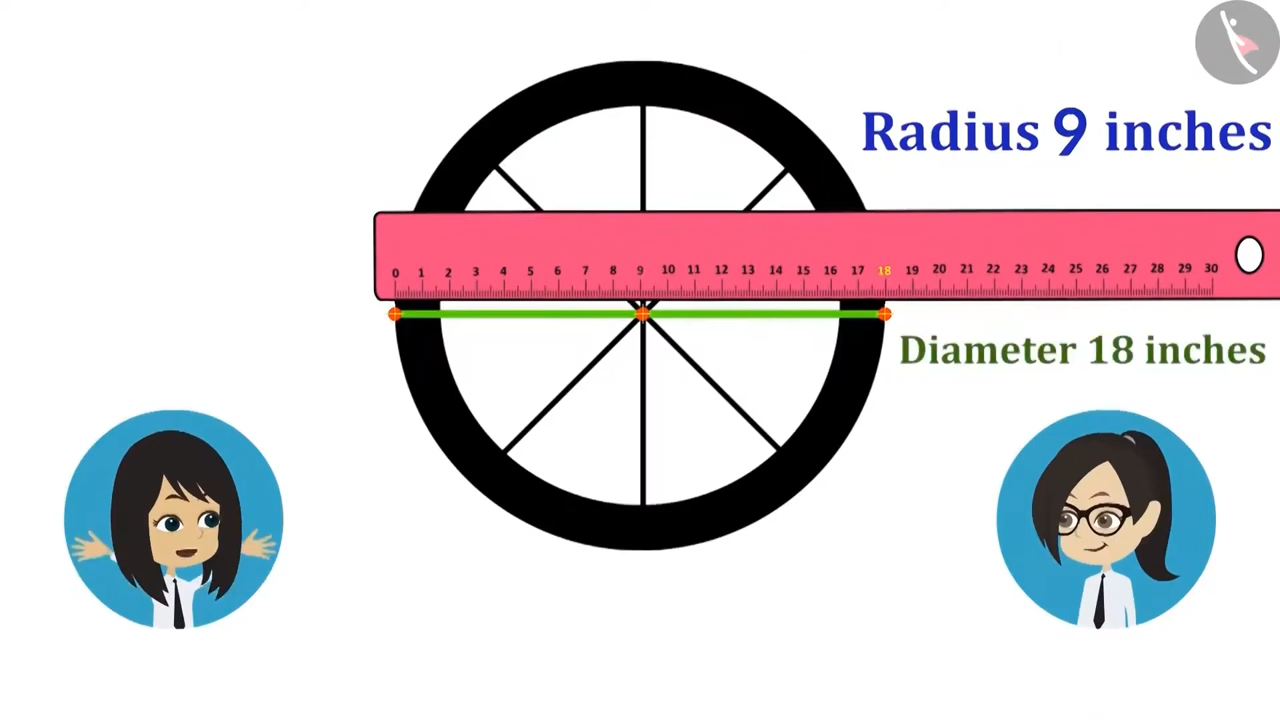 Radius 9 inches
0 1 2 3 4 5 6 7 8 9 10 11 12 13 14 15 16 17 18 19 20 21 22 23 24 25 26 27 28 29 30
Diameter 18 inches